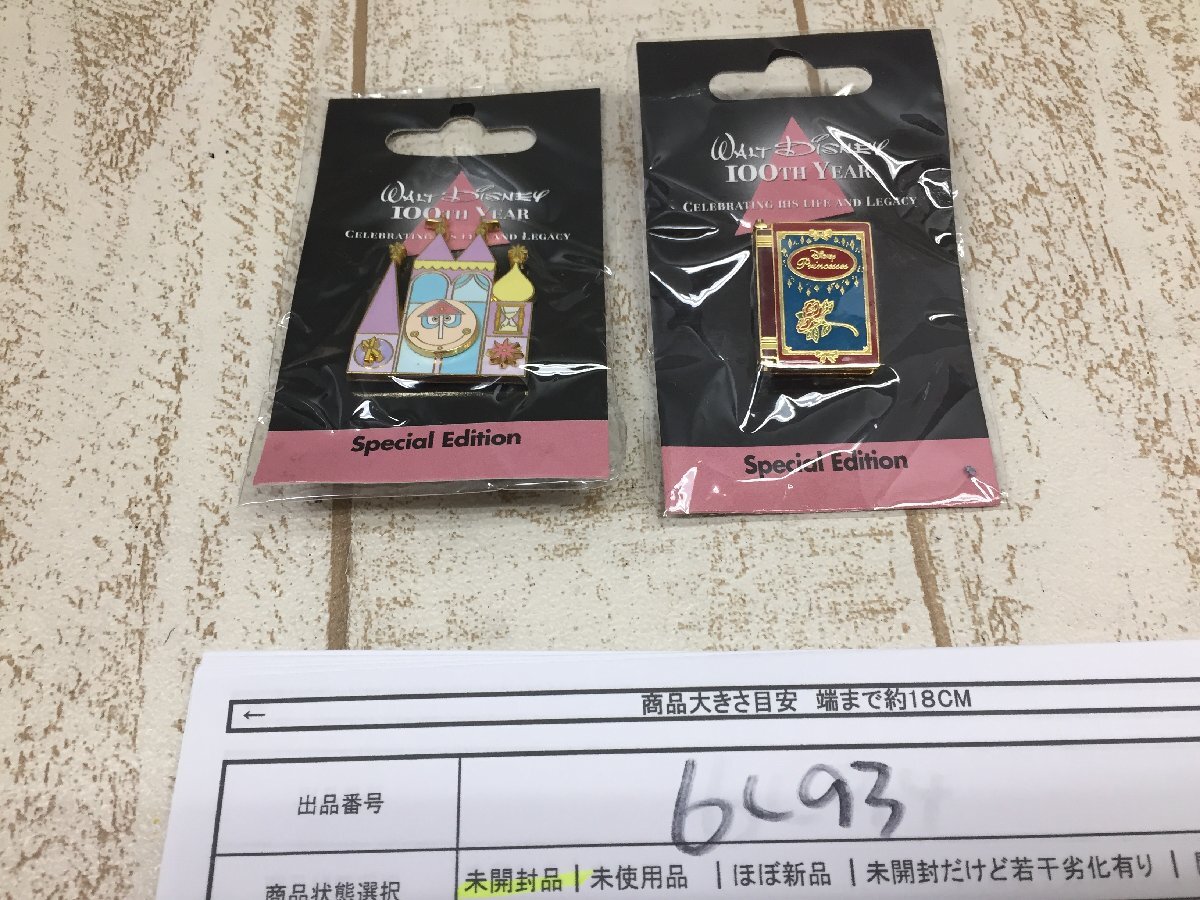 WALT DISNEY
100TH YEAR
CELEBRATING HIS LIFE AND LEGACY
Special Edition
WALT DISNEY
100TH YEAR
CELEBRATING HIS LIFE AND LEGACY
Disney
Princesses
Special Edition
← 商品大きさ目安 端まで約18CM
出品番号 6L93
商品状態選択 未開封品 | 未使用品 | ほぼ新品 | 未開封だけど若干劣化有り |